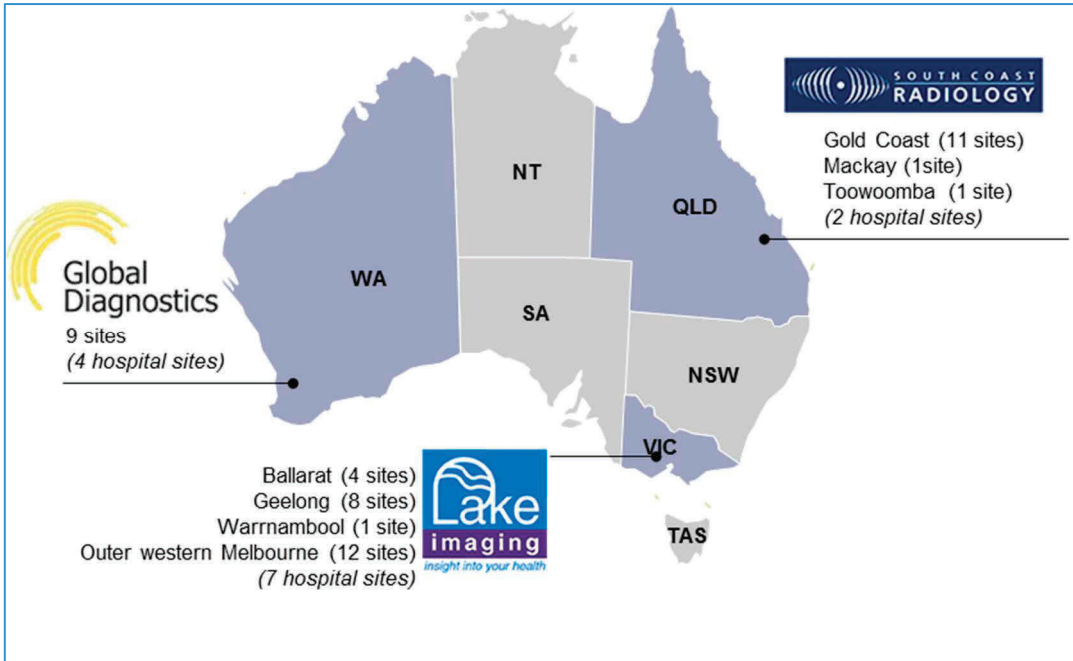 SOUTH COAST
RADIOLOGY
Gold Coast (11 sites)
Mackay (1site)
Toowoomba (1 site)
(2 hospital sites)
NT
QLD
WA
SA
NSW
VIC
TAS
Global
Diagnostics
9 sites
(4 hospital sites)
Ballarat (4 sites)
Geelong (8 sites)
Warrnambool (1 site)
Outer western Melbourne (12 sites)
(7 hospital sites)
Lake
imaging
insight into your health